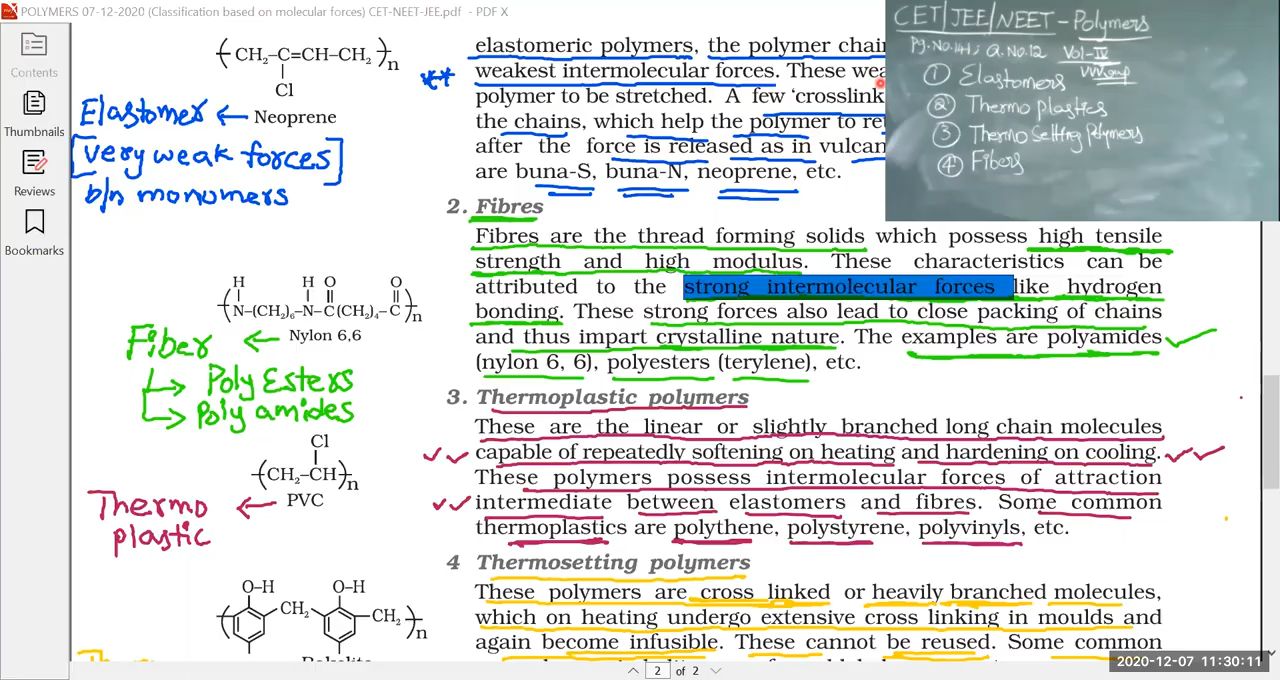 POLYMERS 07-12-2020 (Classification based on molecular forces) CET-NEET-JEE.pdf - PDF X
Contents
Thumbnails
Reviews
Bookmarks
CH₂–C=CH–CH₂ n
Cl
Neoprene
Elastomer ←
[very weak forces]
b/n monomers
H H O O
N–(CH₂)₆–N–C(CH₂)₄–C n
Nylon 6,6
Fiber ←
Poly Esters
Poly amides
Cl
(CH₂–CH)n
PVC
Thermo ←
plastic
O–H O–H
CH₂ CH₂ n
** elastomeric polymers, the polymer chain
weakest intermolecular forces. These wea
polymer to be stretched. A few ‘crosslink
the chains, which help the polymer to re
after the force is released as in vulcan
are buna-S, buna-N, neoprene, etc.
2. Fibres
Fibres are the thread forming solids which possess high tensile
strength and high modulus. These characteristics can be
attributed to the strong intermolecular forces like hydrogen
bonding. These strong forces also lead to close packing of chains
and thus impart crystalline nature. The examples are polyamides
(nylon 6, 6), polyesters (terylene), etc.
3. Thermoplastic polymers
These are the linear or slightly branched long chain molecules
capable of repeatedly softening on heating and hardening on cooling.
These polymers possess intermolecular forces of attraction
intermediate between elastomers and fibres. Some common
thermoplastics are polythene, polystyrene, polyvinyls, etc.
4 Thermosetting polymers
These polymers are cross linked or heavily branched molecules,
which on heating undergo extensive cross linking in moulds and
again become infusible. These cannot be reused. Some common
CET/JEE/NEET - Polymers
Pg.No.141; Q.No.12 Vol-IV
VVV imp
① Elastomers
② Thermo plastics
③ Thermo Setting Polymers
④ Fibers
2 of 2
2020-12-07 11:30:11